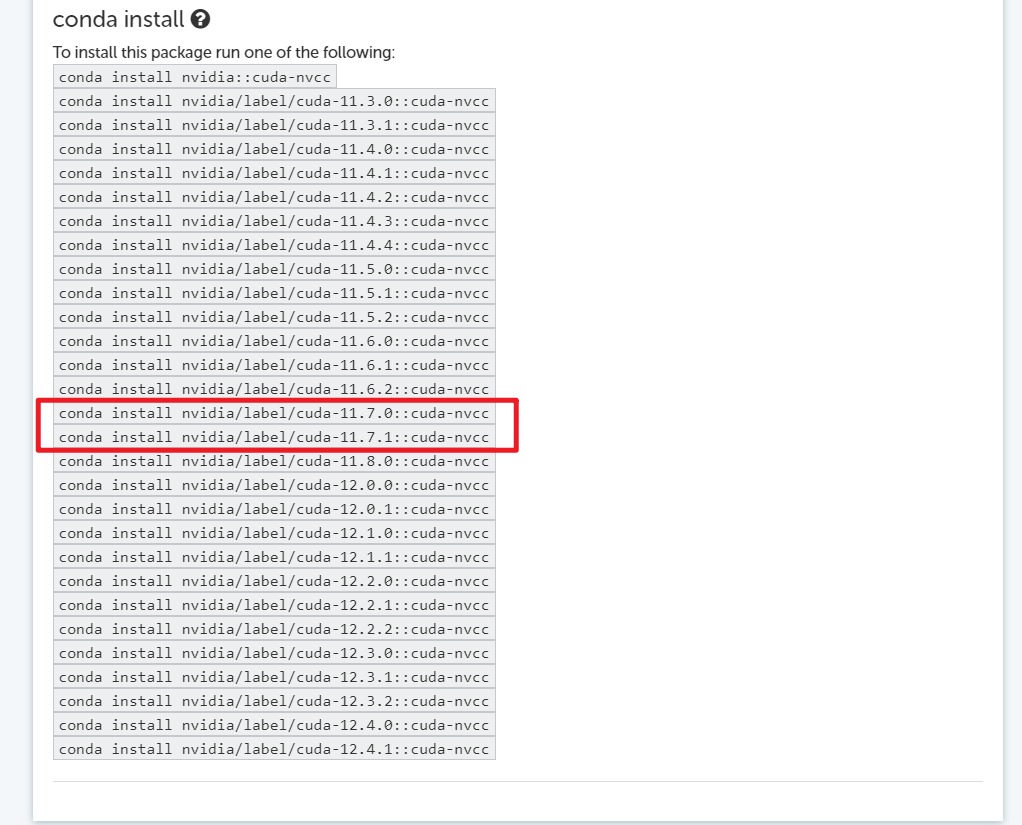 conda install ?
To install this package run one of the following:
conda install nvidia::cuda-nvcc
conda install nvidia/label/cuda-11.3.0::cuda-nvcc
conda install nvidia/label/cuda-11.3.1::cuda-nvcc
conda install nvidia/label/cuda-11.4.0::cuda-nvcc
conda install nvidia/label/cuda-11.4.1::cuda-nvcc
conda install nvidia/label/cuda-11.4.2::cuda-nvcc
conda install nvidia/label/cuda-11.4.3::cuda-nvcc
conda install nvidia/label/cuda-11.4.4::cuda-nvcc
conda install nvidia/label/cuda-11.5.0::cuda-nvcc
conda install nvidia/label/cuda-11.5.1::cuda-nvcc
conda install nvidia/label/cuda-11.5.2::cuda-nvcc
conda install nvidia/label/cuda-11.6.0::cuda-nvcc
conda install nvidia/label/cuda-11.6.1::cuda-nvcc
conda install nvidia/label/cuda-11.6.2::cuda-nvcc
conda install nvidia/label/cuda-11.7.0::cuda-nvcc
conda install nvidia/label/cuda-11.7.1::cuda-nvcc
conda install nvidia/label/cuda-11.8.0::cuda-nvcc
conda install nvidia/label/cuda-12.0.0::cuda-nvcc
conda install nvidia/label/cuda-12.0.1::cuda-nvcc
conda install nvidia/label/cuda-12.1.0::cuda-nvcc
conda install nvidia/label/cuda-12.1.1::cuda-nvcc
conda install nvidia/label/cuda-12.2.0::cuda-nvcc
conda install nvidia/label/cuda-12.2.1::cuda-nvcc
conda install nvidia/label/cuda-12.2.2::cuda-nvcc
conda install nvidia/label/cuda-12.3.0::cuda-nvcc
conda install nvidia/label/cuda-12.3.1::cuda-nvcc
conda install nvidia/label/cuda-12.3.2::cuda-nvcc
conda install nvidia/label/cuda-12.4.0::cuda-nvcc
conda install nvidia/label/cuda-12.4.1::cuda-nvcc